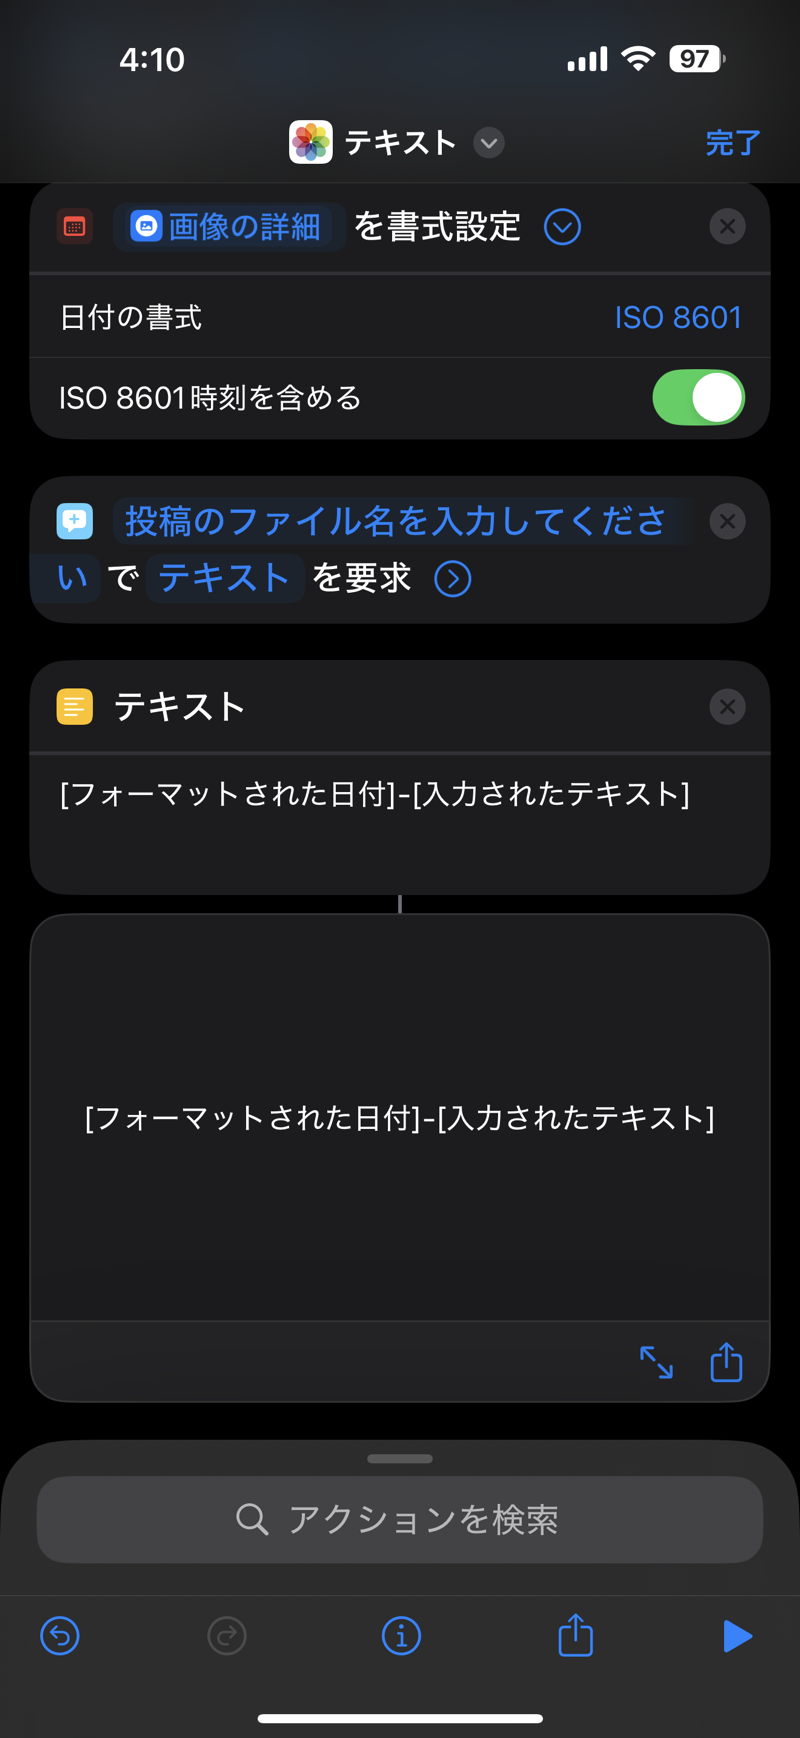 4:10
97
テキスト
完了
画像の詳細 を書式設定
日付の書式
ISO 8601
ISO 8601時刻を含める
投稿のファイル名を入力してくださ
い で テキスト を要求
テキスト
[フォーマットされた日付]-[入力されたテキスト]
[フォーマットされた日付]-[入力されたテキスト]
アクションを検索